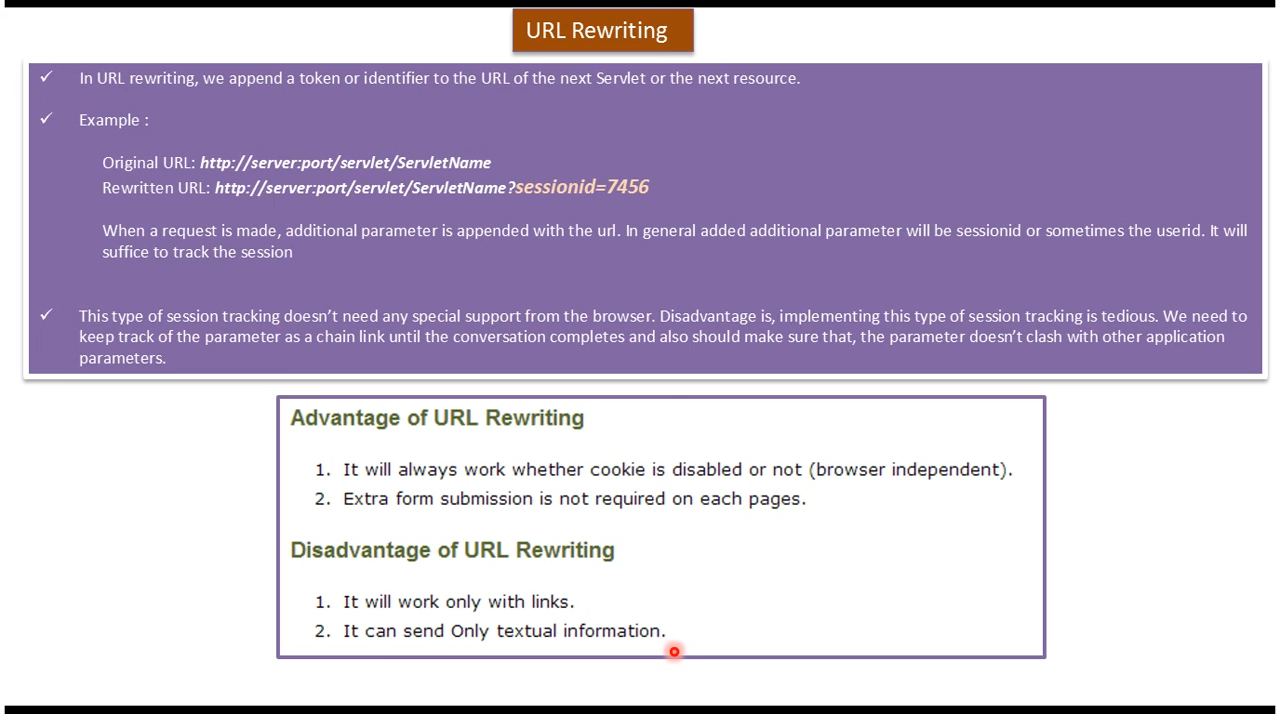 URL Rewriting
✓ In URL rewriting, we append a token or identifier to the URL of the next Servlet or the next resource.
✓ Example :
Original URL: http://server:port/servlet/ServletName
Rewritten URL: http://server:port/servlet/ServletName?sessionid=7456
When a request is made, additional parameter is appended with the url. In general added additional parameter will be sessionid or sometimes the userid. It will
suffice to track the session
✓ This type of session tracking doesn’t need any special support from the browser. Disadvantage is, implementing this type of session tracking is tedious. We need to
keep track of the parameter as a chain link until the conversation completes and also should make sure that, the parameter doesn’t clash with other application
parameters.
Advantage of URL Rewriting
1. It will always work whether cookie is disabled or not (browser independent).
2. Extra form submission is not required on each pages.
Disadvantage of URL Rewriting
1. It will work only with links.
2. It can send Only textual information.